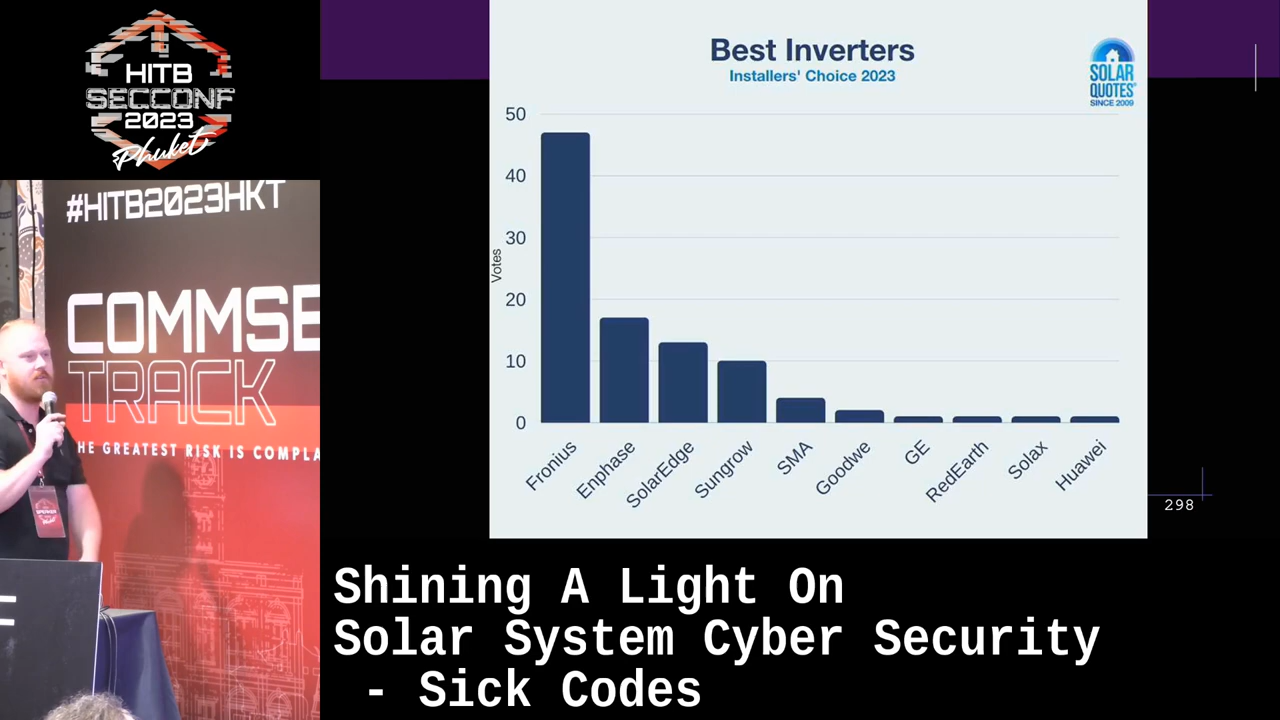 HITB
SECCONF
2023
Phuket
#HITB2023HKT
COMMSE
TRACK
HE GREATEST RISK IS COMPLA
SPEAKER
Best Inverters
Installers' Choice 2023
SOLAR
QUOTES
SINCE 2009
Votes
50
40
30
20
10
0
Fronius
Enphase
SolarEdge
Sungrow
SMA
Goodwe
GE
RedEarth
Solax
Huawei
298
Shining A Light On
Solar System Cyber Security
- Sick Codes